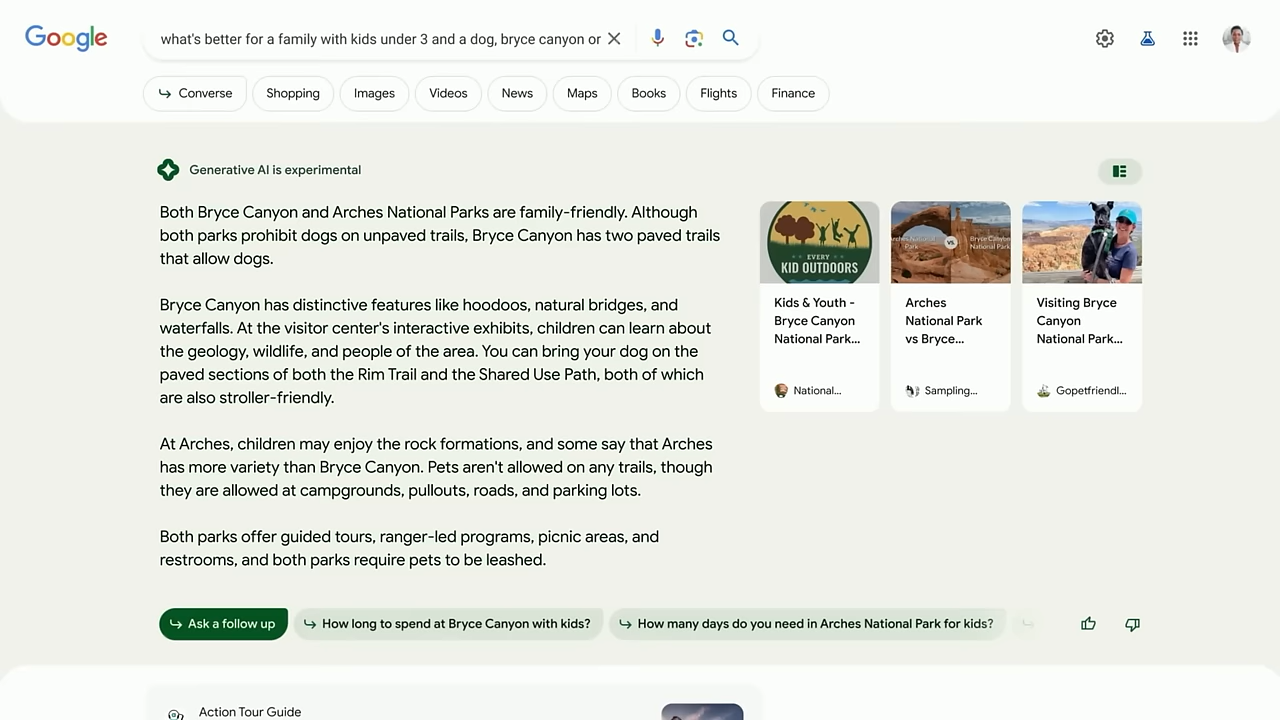 Google
what's better for a family with kids under 3 and a dog, bryce canyon or
Converse
Shopping
Images
Videos
News
Maps
Books
Flights
Finance
Generative AI is experimental
Both Bryce Canyon and Arches National Parks are family-friendly. Although
both parks prohibit dogs on unpaved trails, Bryce Canyon has two paved trails
that allow dogs.
Bryce Canyon has distinctive features like hoodoos, natural bridges, and
waterfalls. At the visitor center's interactive exhibits, children can learn about
the geology, wildlife, and people of the area. You can bring your dog on the
paved sections of both the Rim Trail and the Shared Use Path, both of which
are also stroller-friendly.
At Arches, children may enjoy the rock formations, and some say that Arches
has more variety than Bryce Canyon. Pets aren't allowed on any trails, though
they are allowed at campgrounds, pullouts, roads, and parking lots.
Both parks offer guided tours, ranger-led programs, picnic areas, and
restrooms, and both parks require pets to be leashed.
EVERY
KID OUTDOORS
Kids & Youth -
Bryce Canyon
National Park...
National...
Arches National
Park
VS
Bryce Canyon
National Park
Arches
National Park
vs Bryce...
Sampling...
Visiting Bryce
Canyon
National Park...
Gopetfriendl...
Ask a follow up
How long to spend at Bryce Canyon with kids?
How many days do you need in Arches National Park for kids?
Action Tour Guide